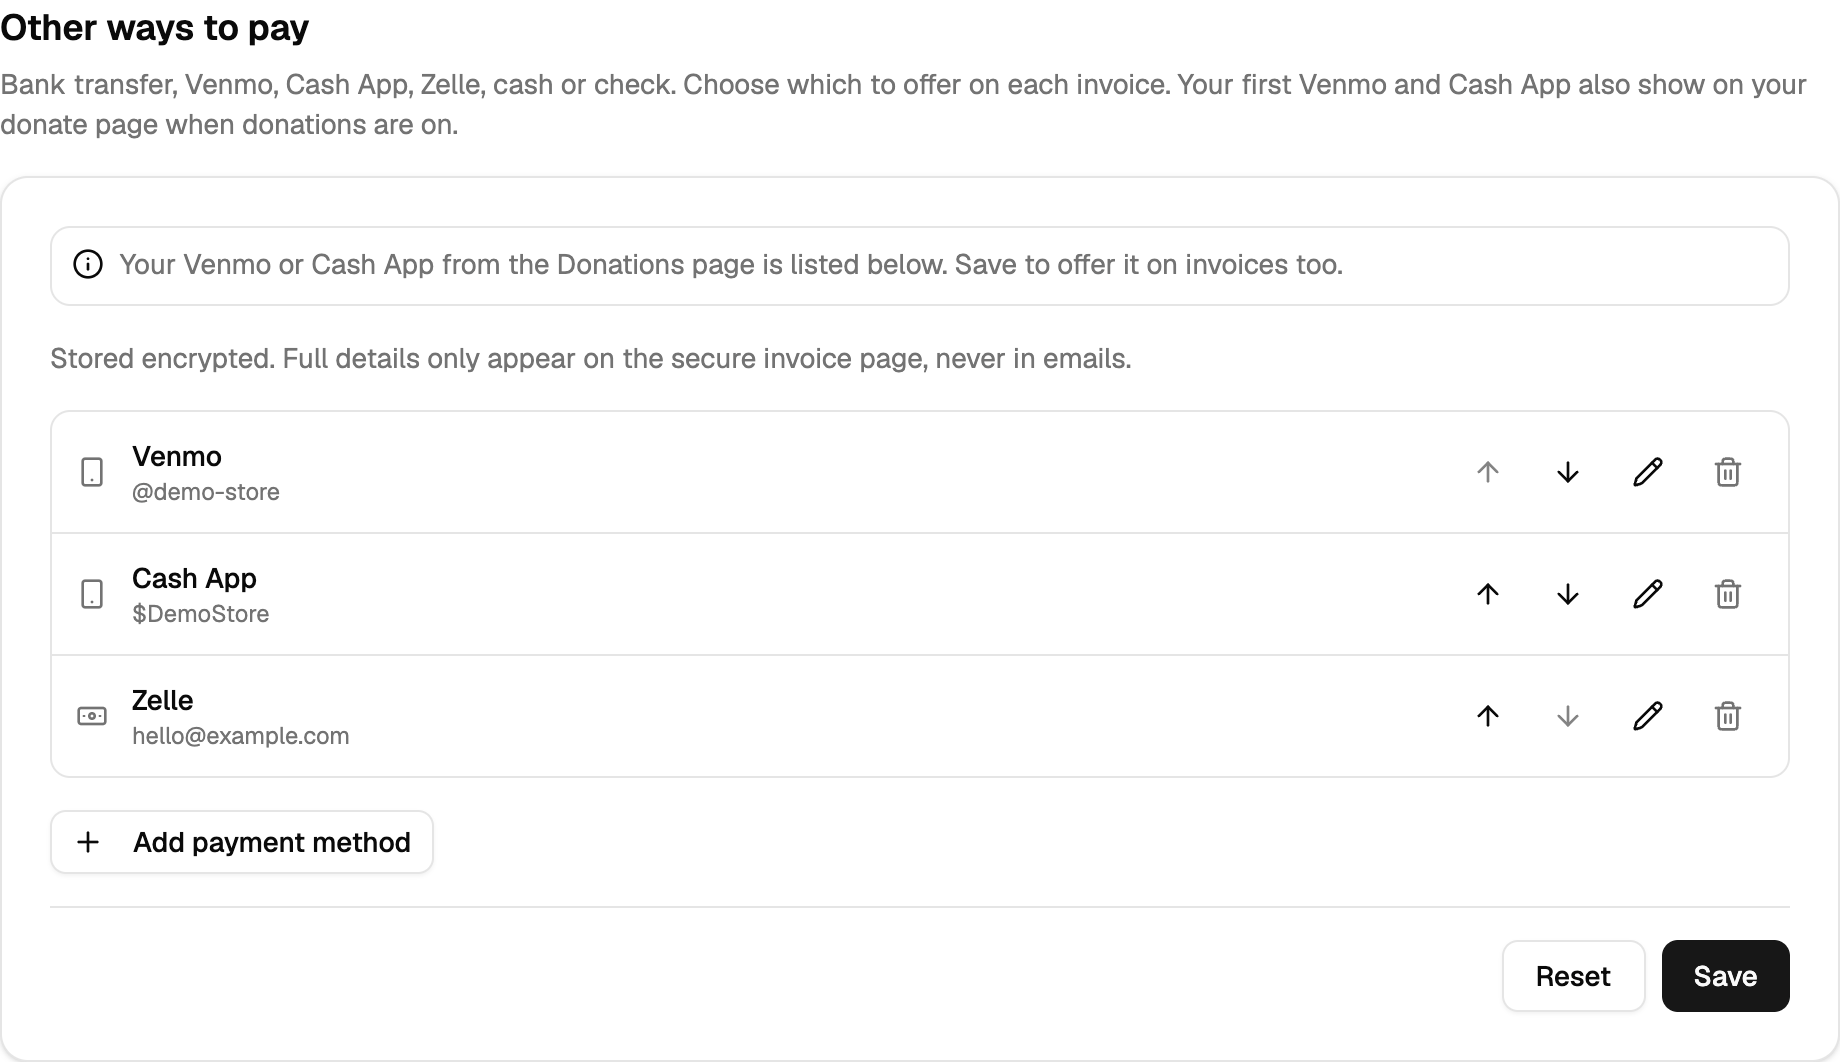 Other ways to pay
Bank transfer, Venmo, Cash App, Zelle, cash or check. Choose which to offer on each invoice. Your first Venmo and Cash App also show on your
donate page when donations are on.
Your Venmo or Cash App from the Donations page is listed below. Save to offer it on invoices too.
Stored encrypted. Full details only appear on the secure invoice page, never in emails.
Venmo
@demo-store
Cash App
$DemoStore
Zelle
hello@example.com
Add payment method
Reset
Save